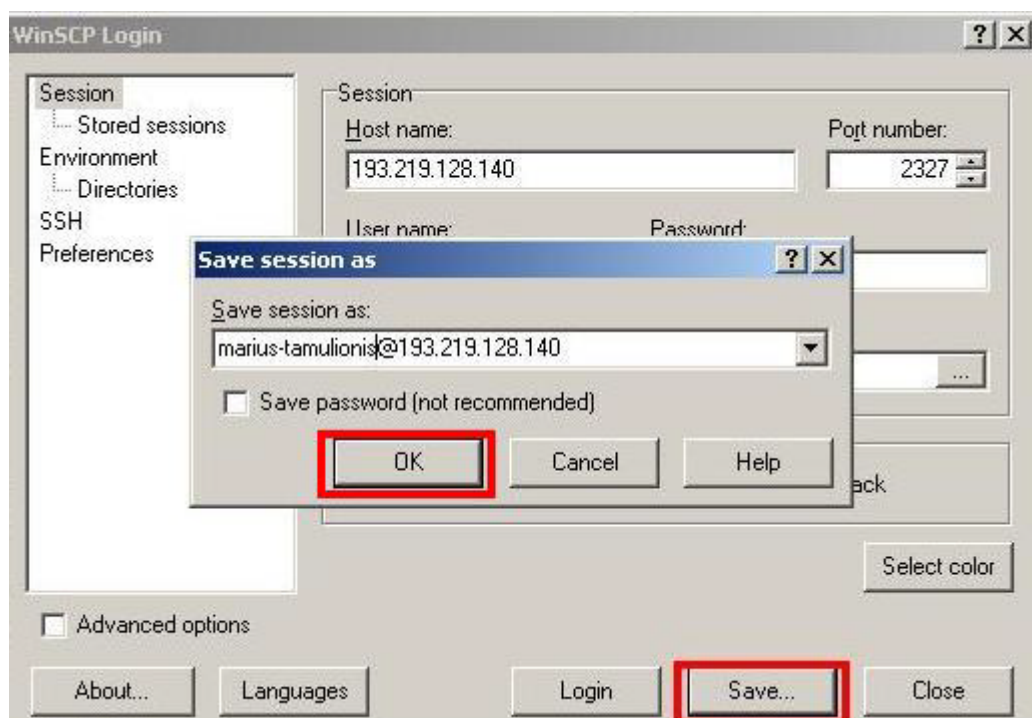 WinSCP Login
Session
Stored sessions
Environment
Directories
SSH
Preferences
Session
Host name:
Port number:
193.219.128.140
2327
User name:
Password:
Save session as
Save session as:
marius-tamulionis@193.219.128.140
Save password (not recommended)
OK
Cancel
Help
...
ack
Select color
Advanced options
About...
Languages
Login
Save...
Close